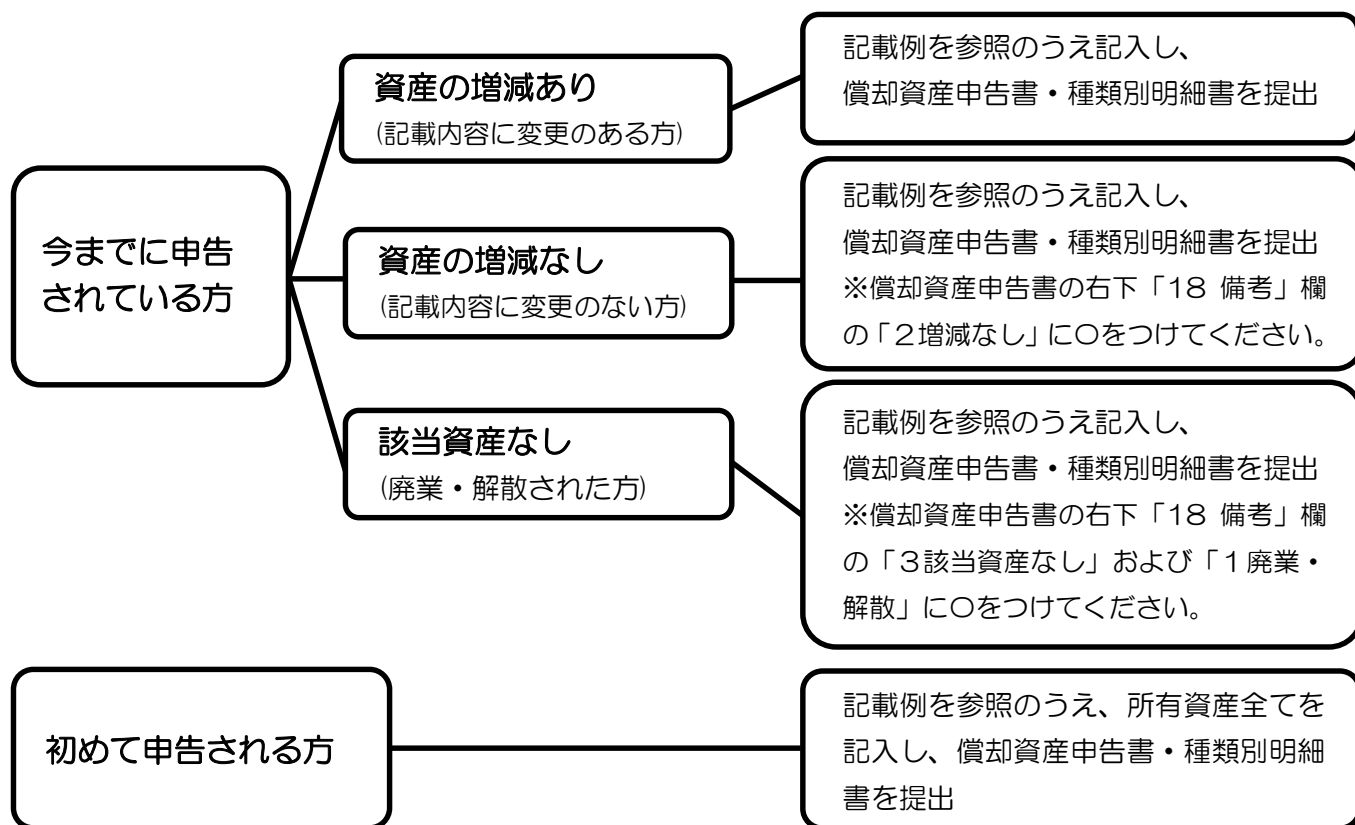 今までに申告
されている方
資産の増減あり
(記載内容に変更のある方)
記載例を参照のうえ記入し、
償却資産申告書・種類別明細書を提出
資産の増減なし
(記載内容に変更のない方)
記載例を参照のうえ記入し、
償却資産申告書・種類別明細書を提出
※償却資産申告書の右下「18 備考」欄
の「２増減なし」に〇をつけてください。
該当資産なし
(廃業・解散された方)
記載例を参照のうえ記入し、
償却資産申告書・種類別明細書を提出
※償却資産申告書の右下「18 備考」欄
の「３該当資産なし」および「１廃業・
解散」に〇をつけてください。
初めて申告される方
記載例を参照のうえ、所有資産全てを
記入し、償却資産申告書・種類別明細
書を提出